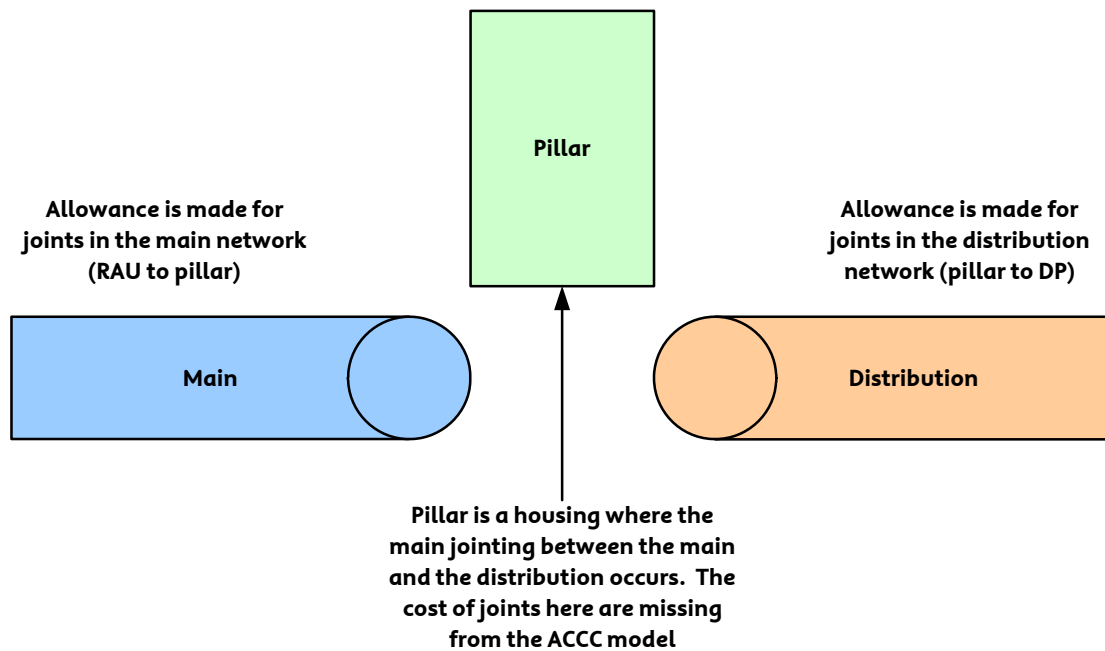 Pillar
Allowance is made for
joints in the main network
(RAU to pillar)
Allowance is made for
joints in the distribution
network (pillar to DP)
Main
Distribution
Pillar is a housing where the
main jointing between the main
and the distribution occurs.  The
cost of joints here are missing
from the ACCC model